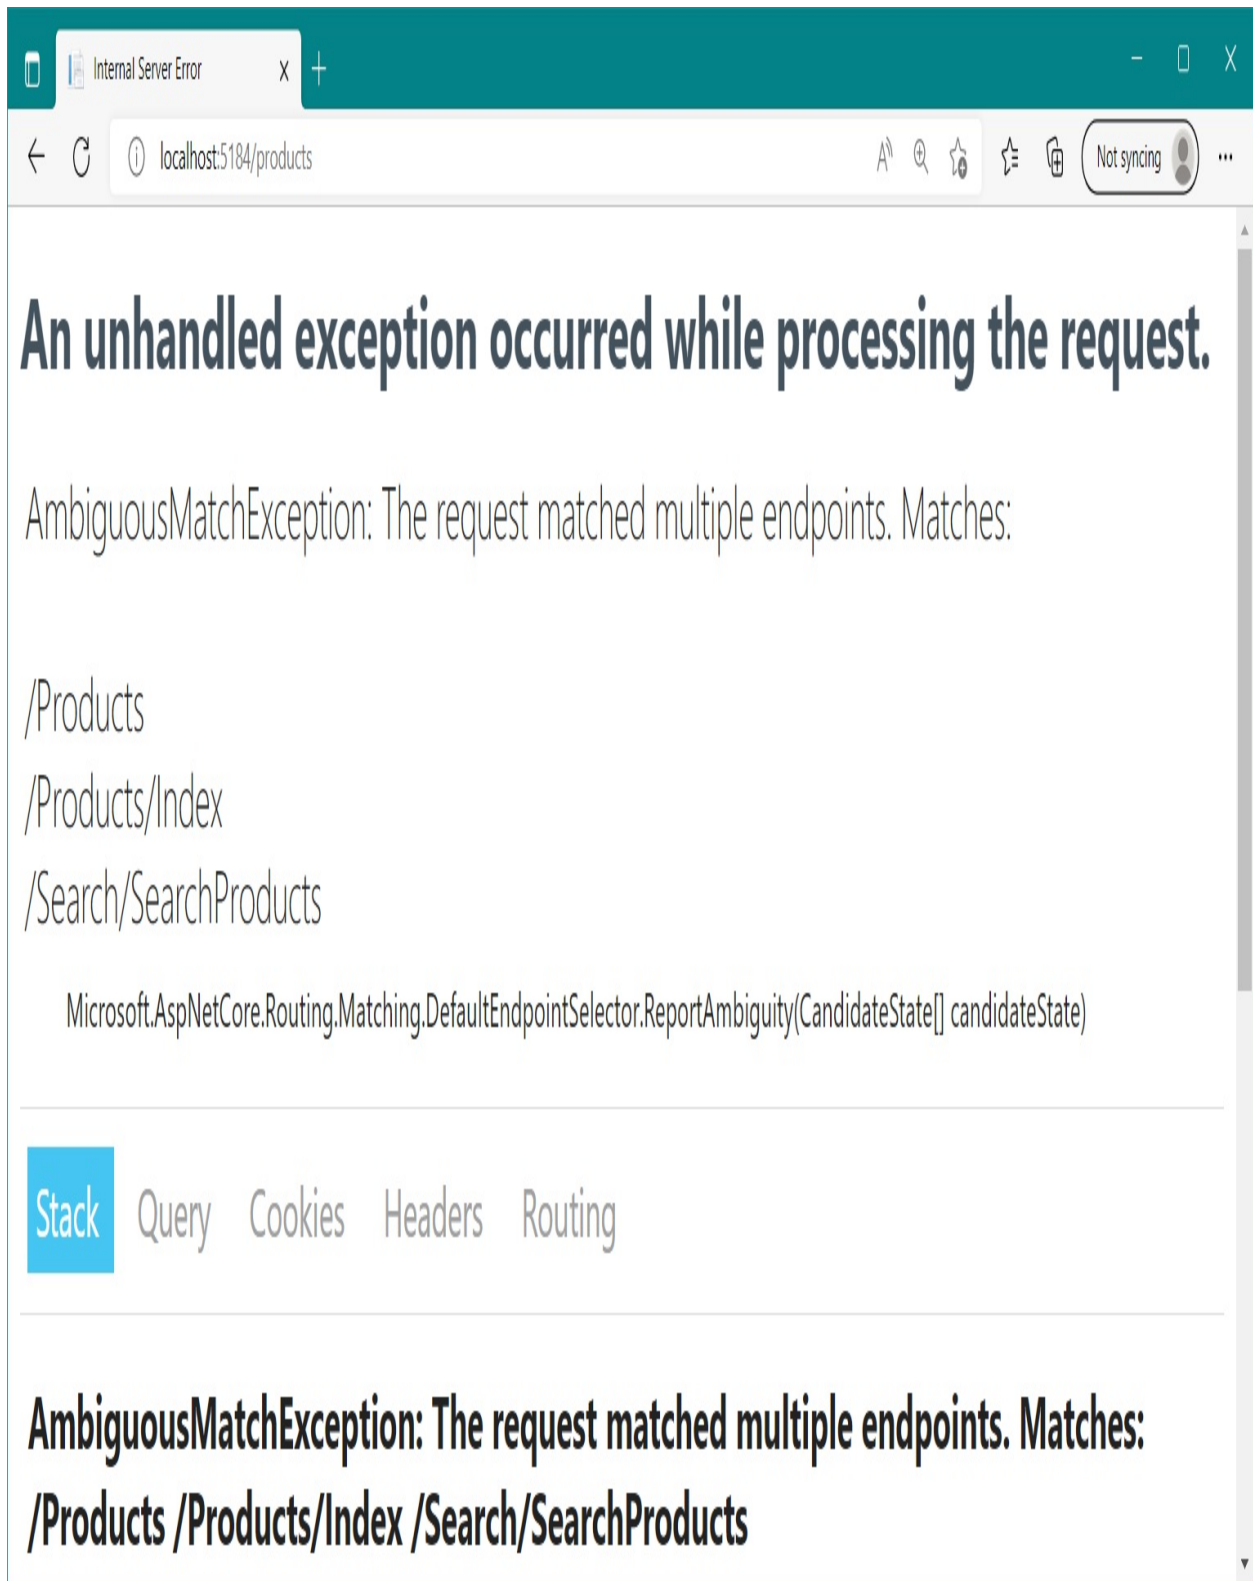 Internal Server Error
localhost:5184/products
Not syncing
An unhandled exception occurred while processing the request.
AmbiguousMatchException: The request matched multiple endpoints. Matches:
/Products
/Products/Index
/Search/SearchProducts
Microsoft.AspNetCore.Routing.Matching.DefaultEndpointSelector.ReportAmbiguity(CandidateState[] candidateState)
Stack Query Cookies Headers Routing
AmbiguousMatchException: The request matched multiple endpoints. Matches:
/Products /Products/Index /Search/SearchProducts